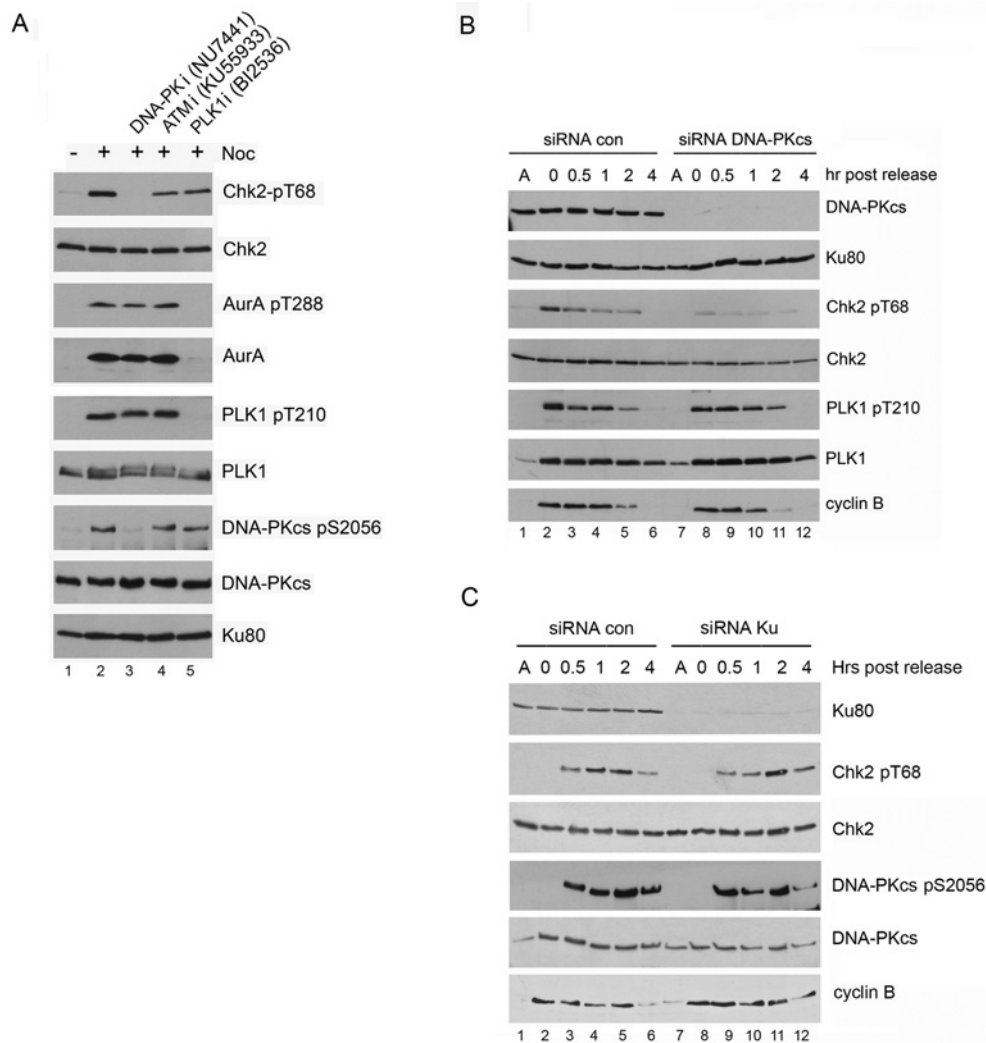 A
DNA-PKi (NU7441)
ATMi (KU55933)
PLK1i (BI2536)
- + + + + Noc
Chk2-pT68
Chk2
AurA pT288
AurA
PLK1 pT210
PLK1
DNA-PKcs pS2056
DNA-PKcs
Ku80
1 2 3 4 5
B
siRNA con siRNA DNA-PKcs
A 0 0.5 1 2 4 A 0 0.5 1 2 4 hr post release
DNA-PKcs
Ku80
Chk2 pT68
Chk2
PLK1 pT210
PLK1
cyclin B
1 2 3 4 5 6 7 8 9 10 11 12
C
siRNA con siRNA Ku
A 0 0.5 1 2 4 A 0 0.5 1 2 4 Hrs post release
Ku80
Chk2 pT68
Chk2
DNA-PKcs pS2056
DNA-PKcs
cyclin B
1 2 3 4 5 6 7 8 9 10 11 12